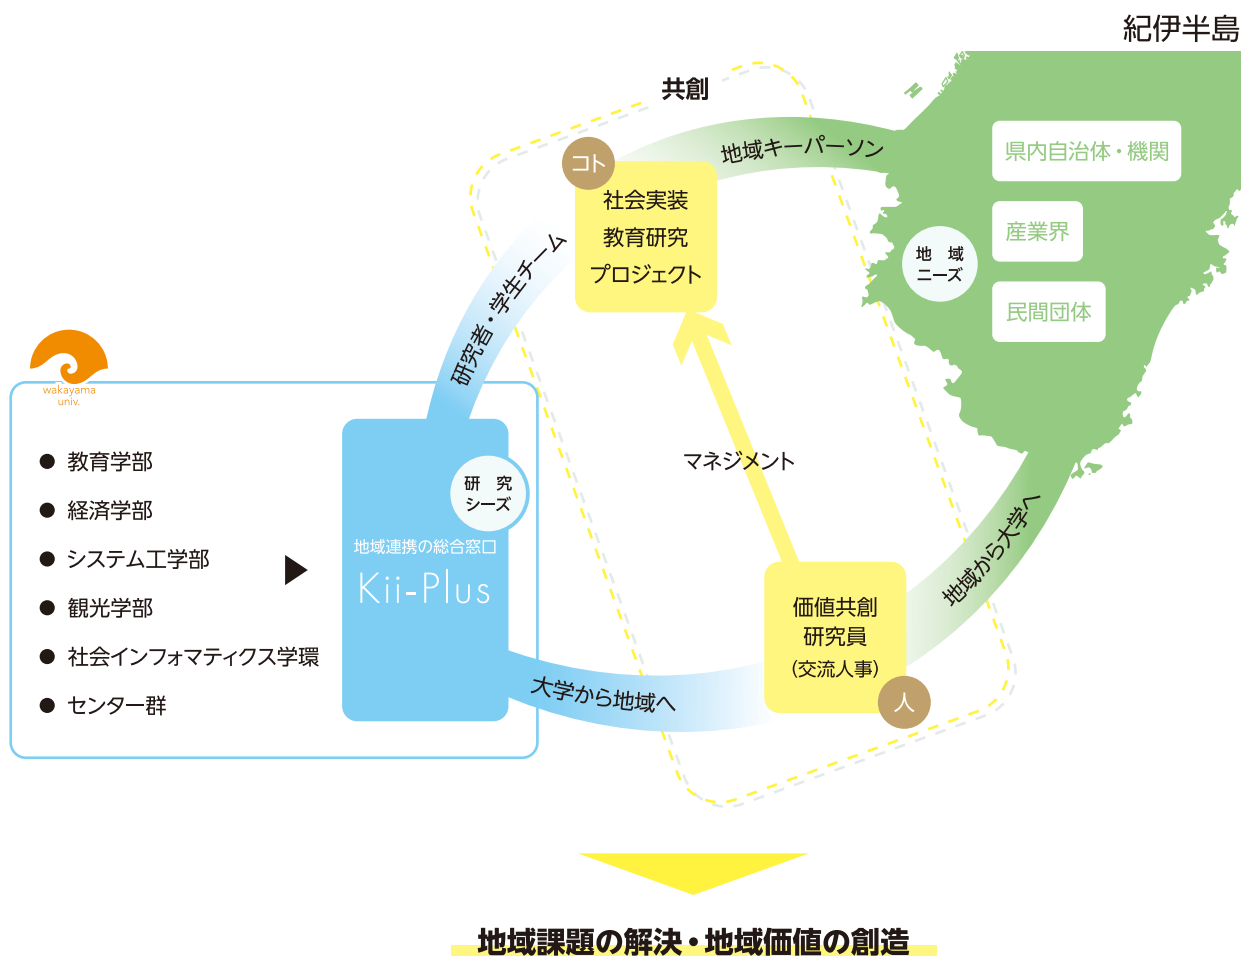 紀伊半島
共創
地域キーパーソン
コト
社会実装
教育研究
プロジェクト
県内自治体・機関
産業界
民間団体
地域
ニーズ
研究者・学生チーム
wakayama
univ.
教育学部
経済学部
システム工学部
観光学部
社会インフォマティクス学環
センター群
研究
シーズ
地域連携の総合窓口
Kii-Plus
マネジメント
地域から大学へ
価値共創
研究員
(交流人事)
人
大学から地域へ
地域課題の解決・地域価値の創造